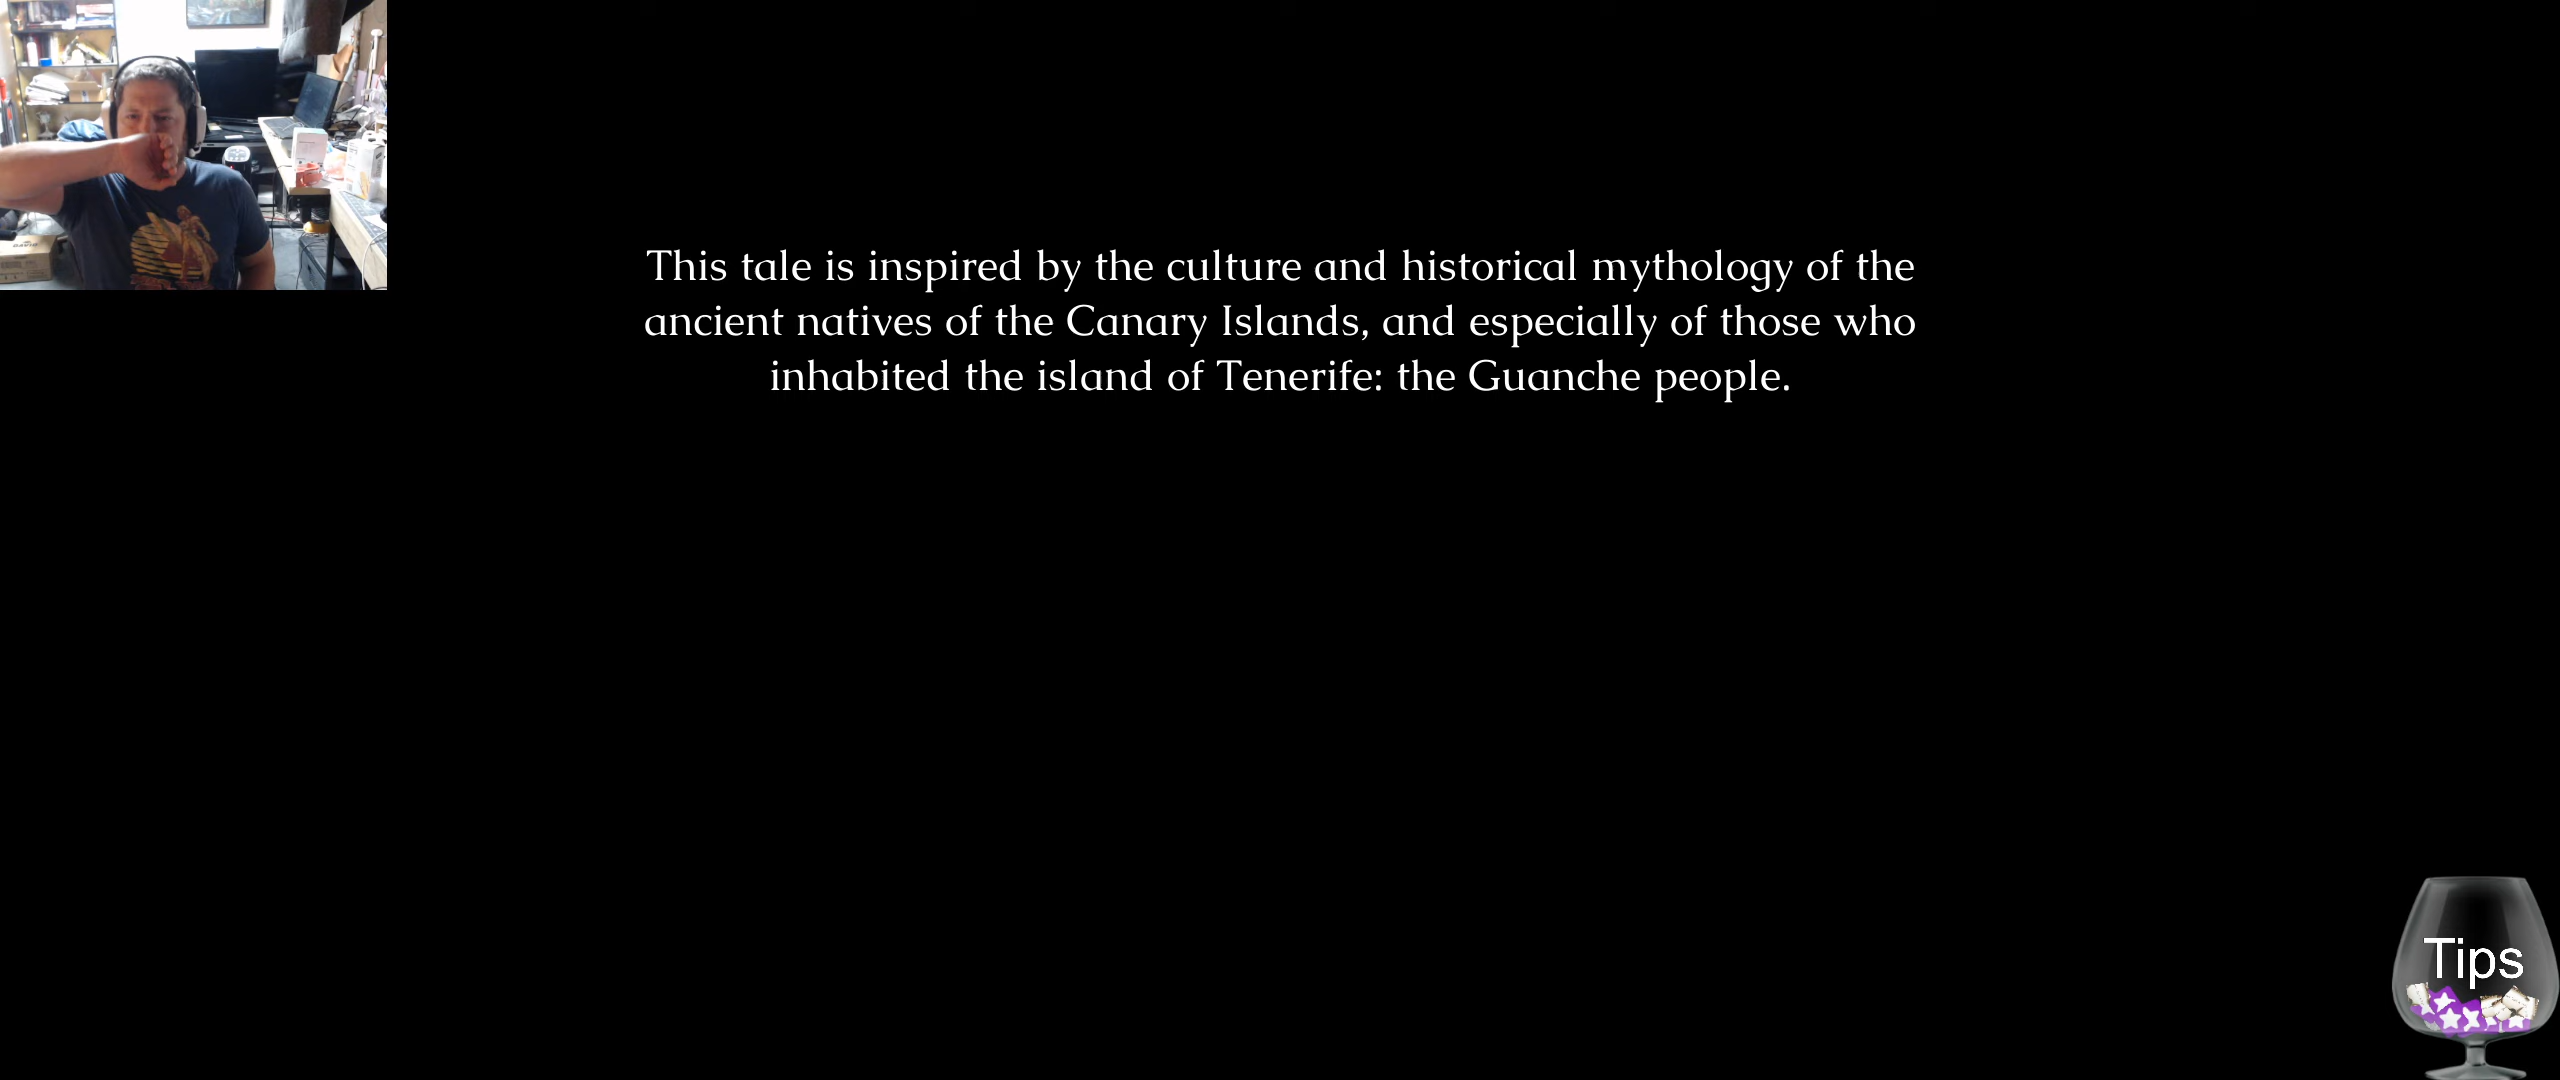 This tale is inspired by the culture and historical mythology of the
ancient natives of the Canary Islands, and especially of those who
inhabited the island of Tenerife: the Guanche people.
Tips